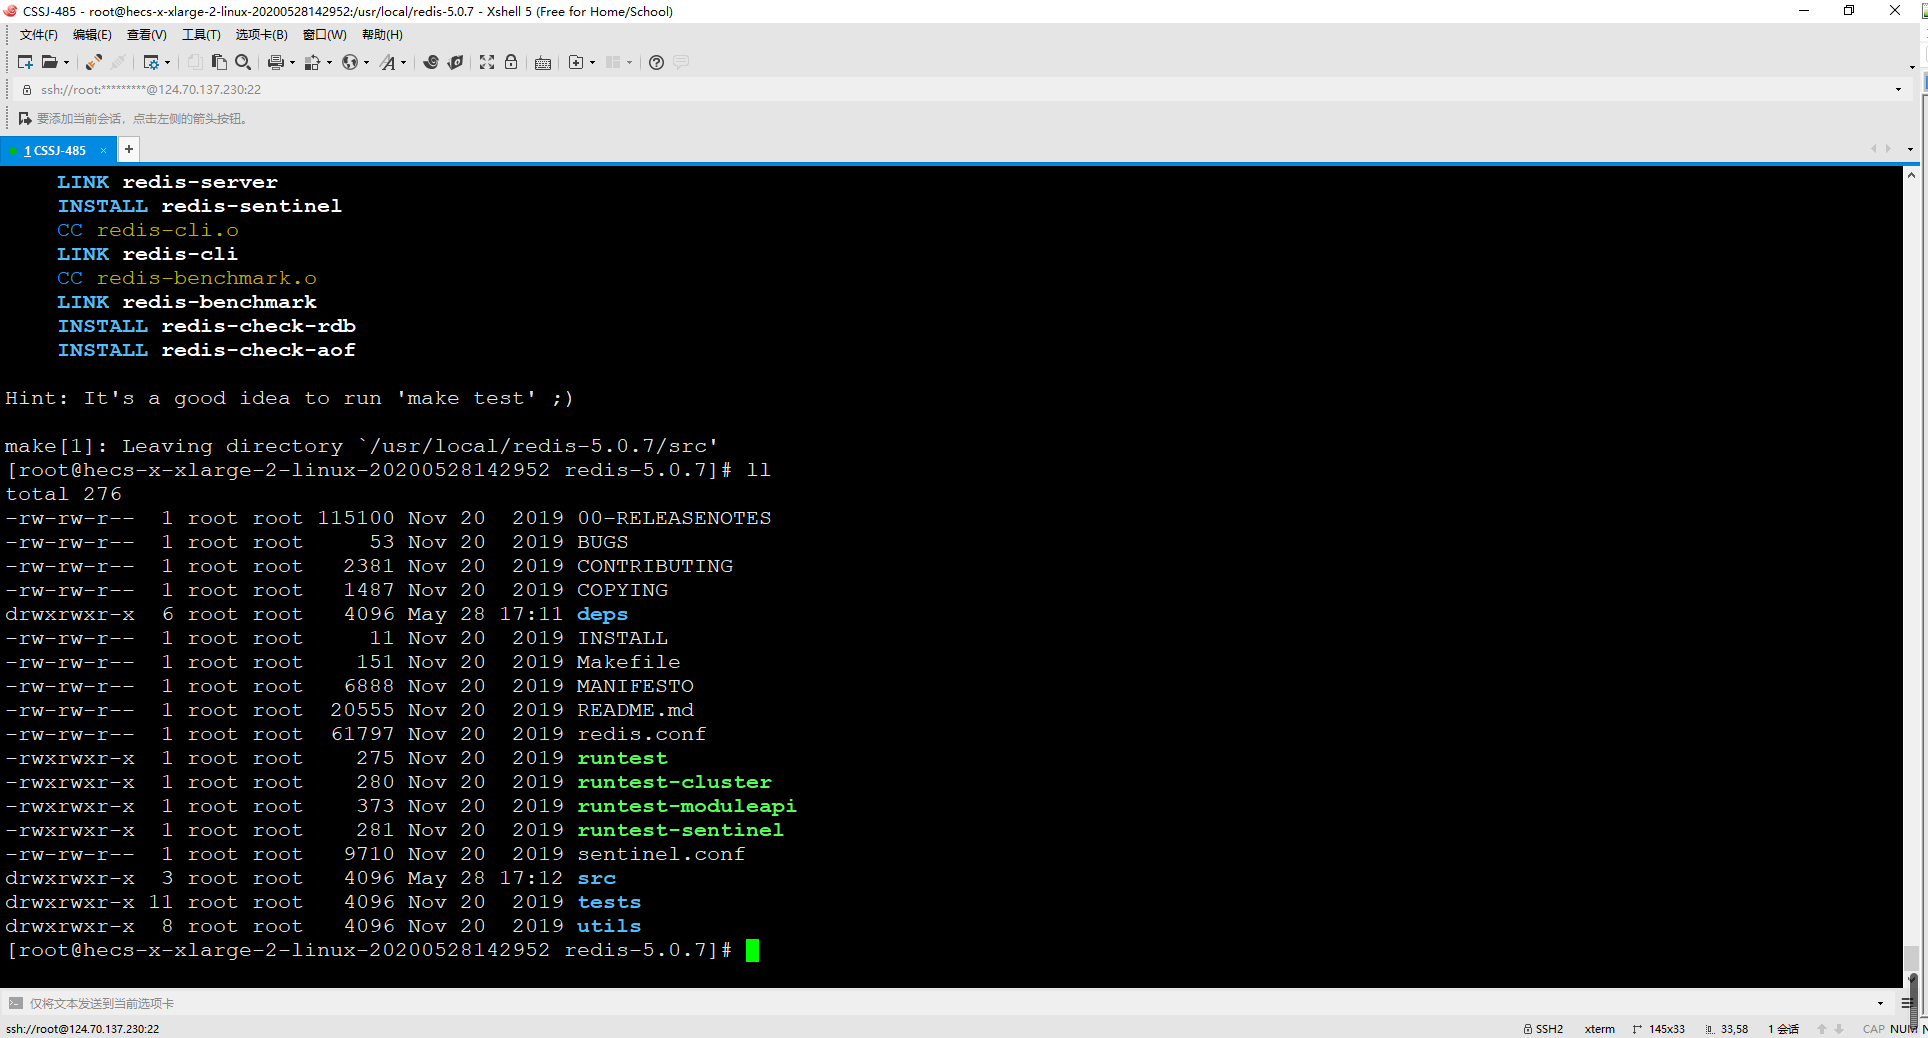 CSSJ-485 - root@hecs-x-xlarge-2-linux-20200528142952:/usr/local/redis-5.0.7 - Xshell 5 (Free for Home/School)
文件(F) 编辑(E) 查看(V) 工具(T) 选项卡(B) 窗口(W) 帮助(H)
ssh://root:*********@124.70.137.230:22
要添加当前会话，点击左侧的箭头按钮。
1 CSSJ-485 × +
LINK redis-server
INSTALL redis-sentinel
CC redis-cli.o
LINK redis-cli
CC redis-benchmark.o
LINK redis-benchmark
INSTALL redis-check-rdb
INSTALL redis-check-aof
Hint: It's a good idea to run 'make test' ;)
make[1]: Leaving directory `/usr/local/redis-5.0.7/src'
[root@hecs-x-xlarge-2-linux-20200528142952 redis-5.0.7]# ll
total 276
-rw-rw-r--  1 root root 115100 Nov 20  2019 00-RELEASENOTES
-rw-rw-r--  1 root root     53 Nov 20  2019 BUGS
-rw-rw-r--  1 root root   2381 Nov 20  2019 CONTRIBUTING
-rw-rw-r--  1 root root   1487 Nov 20  2019 COPYING
drwxrwxr-x  6 root root   4096 May 28 17:11 deps
-rw-rw-r--  1 root root     11 Nov 20  2019 INSTALL
-rw-rw-r--  1 root root    151 Nov 20  2019 Makefile
-rw-rw-r--  1 root root   6888 Nov 20  2019 MANIFESTO
-rw-rw-r--  1 root root  20555 Nov 20  2019 README.md
-rw-rw-r--  1 root root  61797 Nov 20  2019 redis.conf
-rwxrwxr-x  1 root root    275 Nov 20  2019 runtest
-rwxrwxr-x  1 root root    280 Nov 20  2019 runtest-cluster
-rwxrwxr-x  1 root root    373 Nov 20  2019 runtest-moduleapi
-rwxrwxr-x  1 root root    281 Nov 20  2019 runtest-sentinel
-rw-rw-r--  1 root root   9710 Nov 20  2019 sentinel.conf
drwxrwxr-x  3 root root   4096 May 28 17:12 src
drwxrwxr-x 11 root root   4096 Nov 20  2019 tests
drwxrwxr-x  8 root root   4096 Nov 20  2019 utils
[root@hecs-x-xlarge-2-linux-20200528142952 redis-5.0.7]#
仅将文本发送到当前选项卡
ssh://root@124.70.137.230:22 SSH2 xterm 145x33 33,58 1 会话 CAP NUM